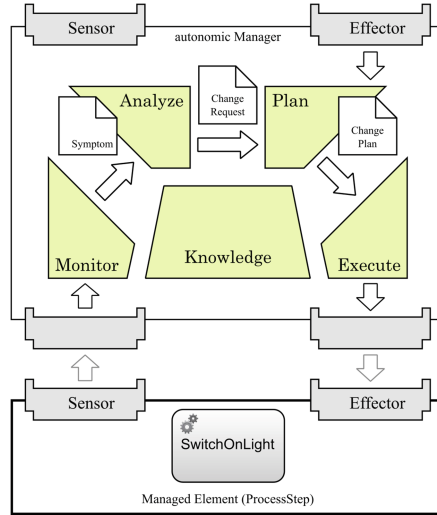 Sensor
Effector
autonomic Manager
Analyze
Change
Request
Plan
Symptom
Change
Plan
Monitor
Knowledge
Execute
Sensor
Effector
SwitchOnLight
Managed Element (ProcessStep)